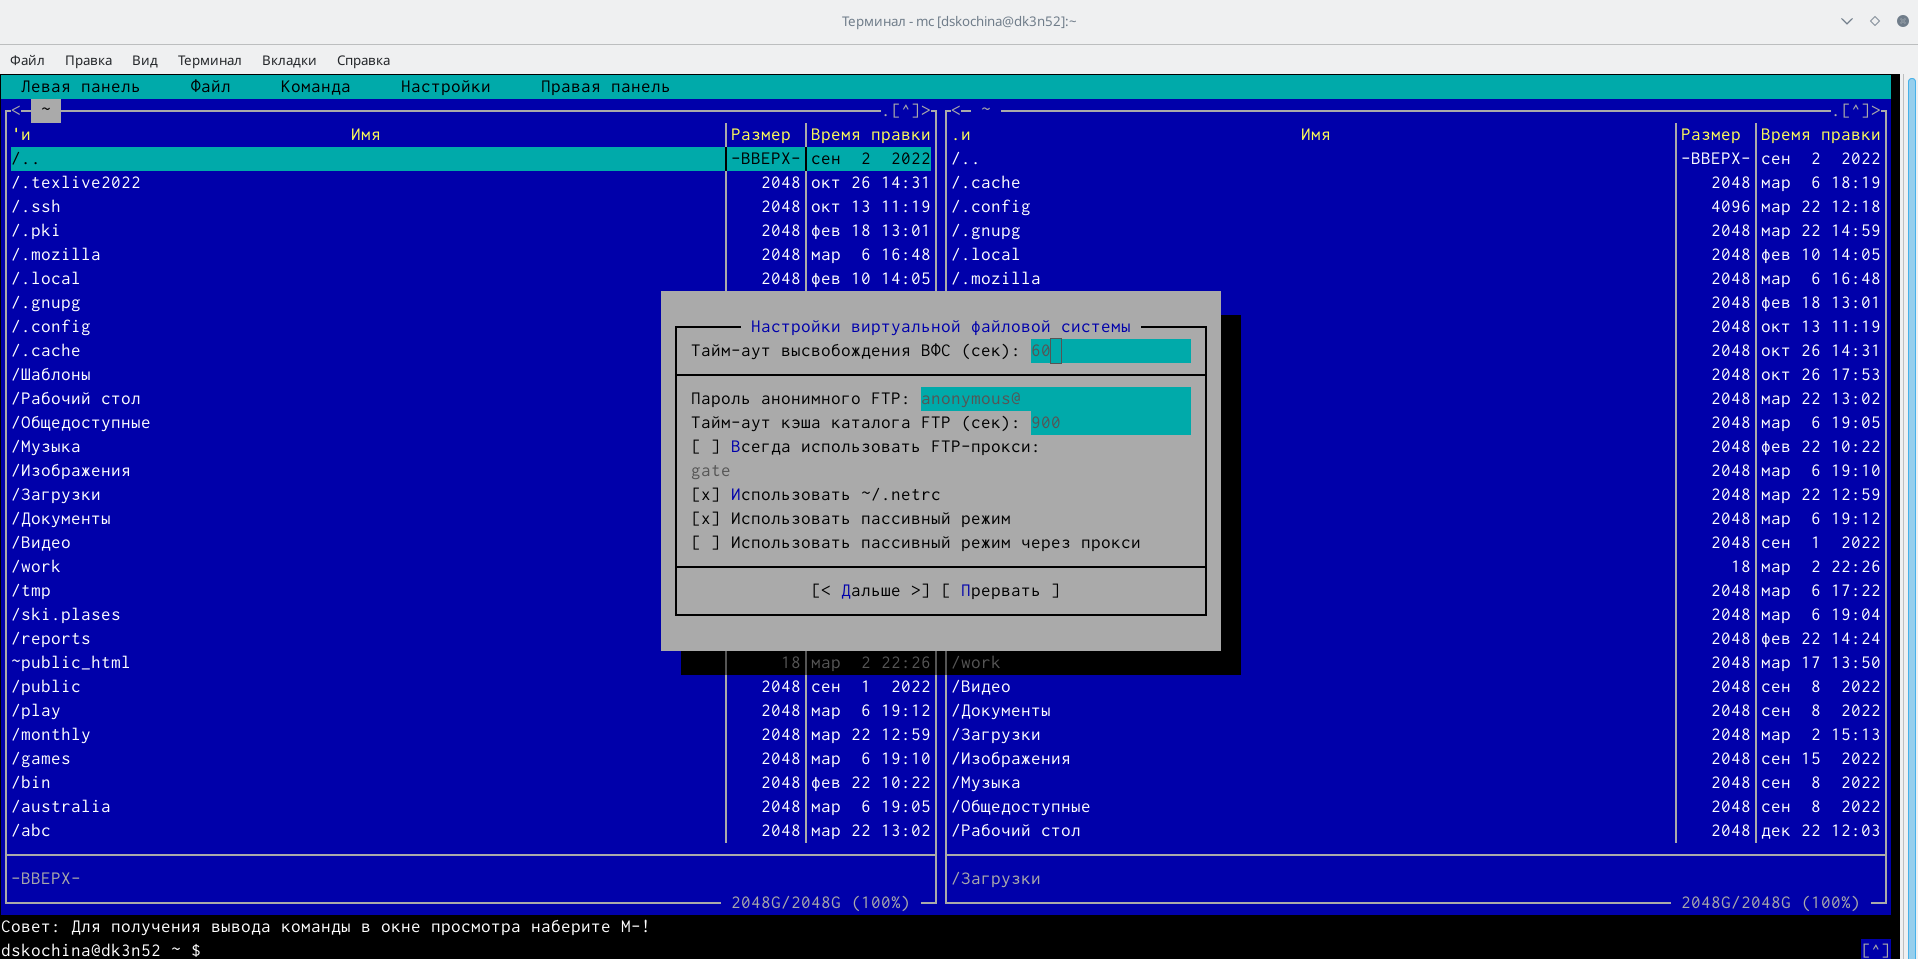 Терминал - mc [dskochina@dk3n52]:~
Файл Правка Вид Терминал Вкладки Справка
Левая панель Файл Команда Настройки Правая панель
<─ ~ .[^]> <─ ~ .[^]>
'и Имя Размер Время правки .и Имя Размер Время правки
/.. -ВВЕРХ- сен 2 2022 /.. -ВВЕРХ- сен 2 2022
/.texlive2022 2048 окт 26 14:31 /.cache 2048 мар 6 18:19
/.ssh 2048 окт 13 11:19 /.config 4096 мар 22 12:18
/.pki 2048 фев 18 13:01 /.gnupg 2048 мар 22 14:59
/.mozilla 2048 мар 6 16:48 /.local 2048 фев 10 14:05
/.local 2048 фев 10 14:05 /.mozilla 2048 мар 6 16:48
/.gnupg 2048 фев 18 13:01
/.config Настройки виртуальной файловой системы 2048 окт 13 11:19
/.cache Тайм-аут высвобождения ВФС (сек): 60 2048 окт 26 14:31
/Шаблоны 2048 окт 26 17:53
/Рабочий стол Пароль анонимного FTP: anonymous@ 2048 мар 22 13:02
/Общедоступные Тайм-аут кэша каталога FTP (сек): 900 2048 мар 6 19:05
/Музыка [ ] Всегда использовать FTP-прокси: 2048 фев 22 10:22
/Изображения gate 2048 мар 6 19:10
/Загрузки [x] Использовать ~/.netrc 2048 мар 22 12:59
/Документы [x] Использовать пассивный режим 2048 мар 6 19:12
/Видео [ ] Использовать пассивный режим через прокси 2048 сен 1 2022
/work 18 мар 2 22:26
/tmp [< Дальше >] [ Прервать ] 2048 мар 6 17:22
/ski.plases 2048 мар 6 19:04
/reports 2048 фев 22 14:24
~public_html 18 мар 2 22:26 /work 2048 мар 17 13:50
/public 2048 сен 1 2022 /Видео 2048 сен 8 2022
/play 2048 мар 6 19:12 /Документы 2048 сен 8 2022
/monthly 2048 мар 22 12:59 /Загрузки 2048 мар 2 15:13
/games 2048 мар 6 19:10 /Изображения 2048 сен 15 2022
/bin 2048 фев 22 10:22 /Музыка 2048 сен 8 2022
/australia 2048 мар 6 19:05 /Общедоступные 2048 сен 8 2022
/abc 2048 мар 22 13:02 /Рабочий стол 2048 дек 22 12:03
-ВВЕРХ- /Загрузки
2048G/2048G (100%) 2048G/2048G (100%)
Совет: Для получения вывода команды в окне просмотра наберите M-!
dskochina@dk3n52 ~ $ [^]